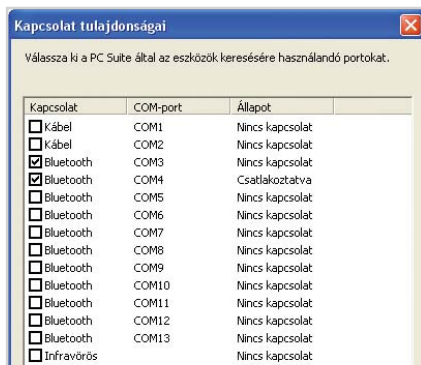 Kapcsolat tulajdonságai
Válassza ki a PC Suite által az eszközök keresésére használandó portokat.
Kapcsolat COM-port Állapot
Kábel COM1 Nincs kapcsolat
Kábel COM2 Nincs kapcsolat
Bluetooth COM3 Nincs kapcsolat
Bluetooth COM4 Csatlakoztatva
Bluetooth COM5 Nincs kapcsolat
Bluetooth COM6 Nincs kapcsolat
Bluetooth COM7 Nincs kapcsolat
Bluetooth COM8 Nincs kapcsolat
Bluetooth COM9 Nincs kapcsolat
Bluetooth COM10 Nincs kapcsolat
Bluetooth COM11 Nincs kapcsolat
Bluetooth COM12 Nincs kapcsolat
Bluetooth COM13 Nincs kapcsolat
Infravörös Nincs kapcsolat